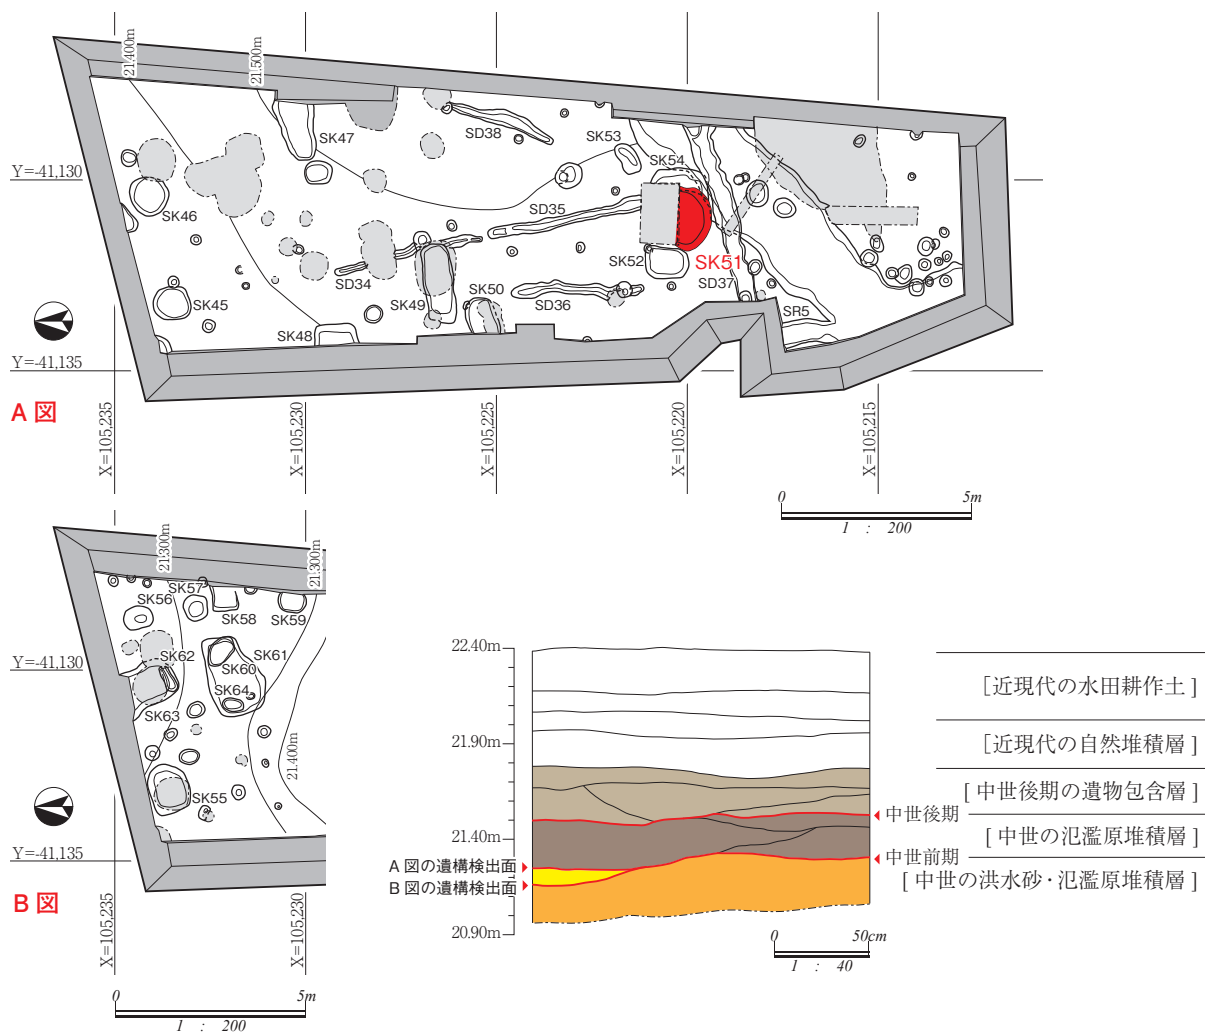 21.400m
21.500m
SK47
SD38
SK53
SK54
Y=-41,130
SK46
SD35
SK51
SK52
SD37
SD34
SK49
SK50
SD36
SK45
SK48
SR5
Y=-41,135
A 図
X=105,235
X=105,230
X=105,225
X=105,220
X=105,215
0 5m
1 : 200
21.300m
21.300m
SK57
SK56
SK58
SK59
Y=-41,130
SK62
SK61
SK60
SK64
SK63
21.400m
SK55
Y=-41,135
B 図
X=105,235
X=105,230
0 5m
1 : 200
22.40m
[近現代の水田耕作土]
21.90m
[近現代の自然堆積層]
[中世後期の遺物包含層]
中世後期
21.40m
[中世の氾濫原堆積層]
中世前期
A 図の遺構検出面
B 図の遺構検出面
[中世の洪水砂・氾濫原堆積層]
20.90m
0 50cm
1 : 40